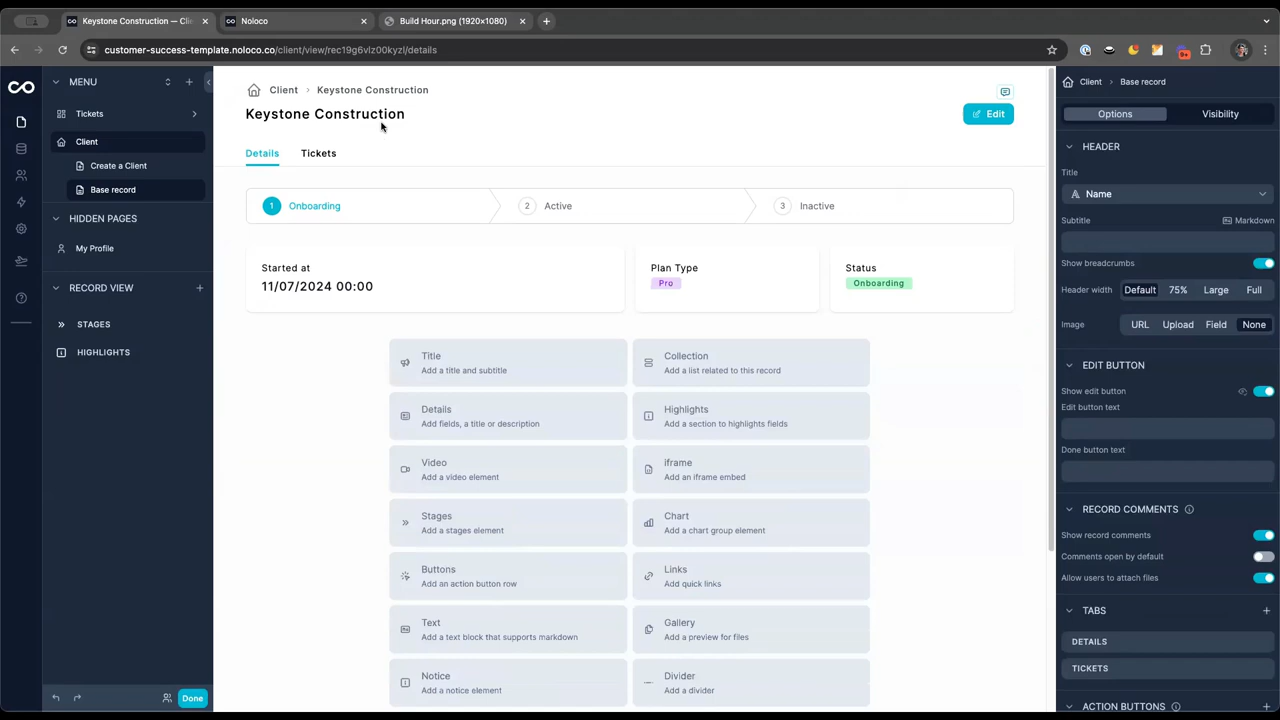 Keystone Construction — Clie
Noloco
Build Hour.png (1920×1080)
customer-success-template.noloco.co/client/view/rec19g6vlz00kyzl/details
9+
MENU
Tickets
Client
Create a Client
Base record
HIDDEN PAGES
My Profile
RECORD VIEW
STAGES
HIGHLIGHTS
Done
Client › Keystone Construction
Keystone Construction
Edit
Details
Tickets
1 Onboarding
2 Active
3 Inactive
Started at
11/07/2024 00:00
Plan Type
Pro
Status
Onboarding
Title
Add a title and subtitle
Collection
Add a list related to this record
Details
Add fields, a title or description
Highlights
Add a section to highlights fields
Video
Add a video element
iframe
Add an iframe embed
Stages
Add a stages element
Chart
Add a chart group element
Buttons
Add an action button row
Links
Add quick links
Text
Add a text block that supports markdown
Gallery
Add a preview for files
Notice
Add a notice element
Divider
Add a divider
Client › Base record
Options
Visibility
HEADER
Title
Name
Subtitle
Markdown
Show breadcrumbs
Header width Default 75% Large Full
Image URL Upload Field None
EDIT BUTTON
Show edit button
Edit button text
Done button text
RECORD COMMENTS
Show record comments
Comments open by default
Allow users to attach files
TABS
DETAILS
TICKETS
ACTION BUTTONS